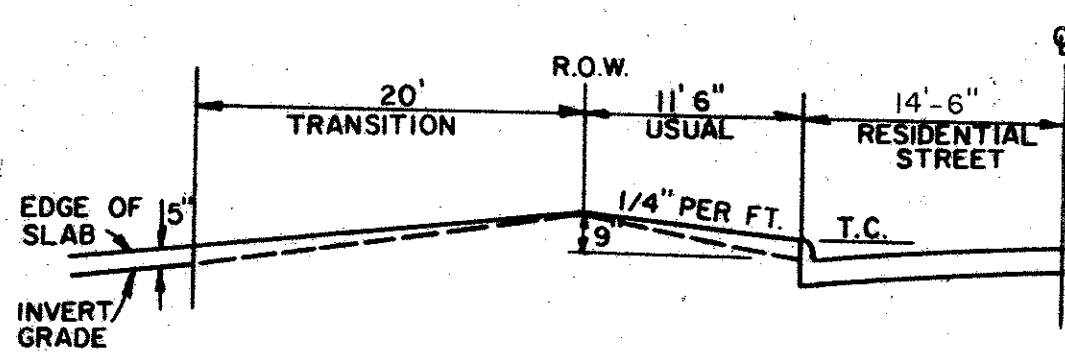 ℄
R.O.W.
20'
TRANSITION
11' 6"
USUAL
14'-6"
RESIDENTIAL
STREET
EDGE OF
SLAB
5"
1/4" PER FT.
9"
T.C.
INVERT
GRADE